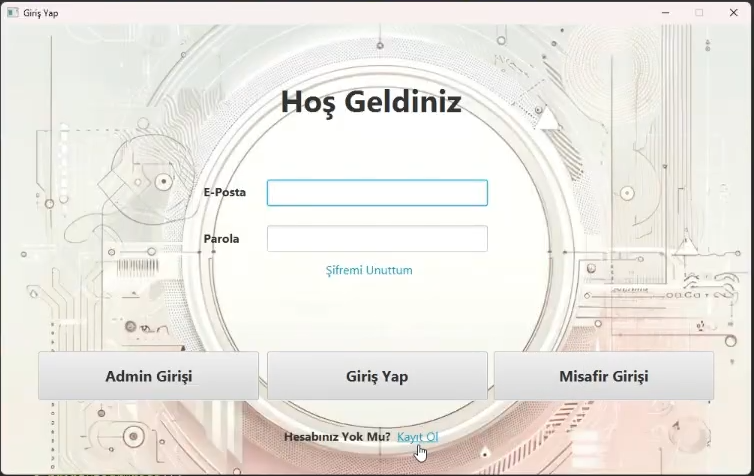 Giriş Yap
Hoş Geldiniz
E-Posta
Parola
Şifremi Unuttum
Admin Girişi
Giriş Yap
Misafir Girişi
Hesabınız Yok Mu? Kayıt Ol